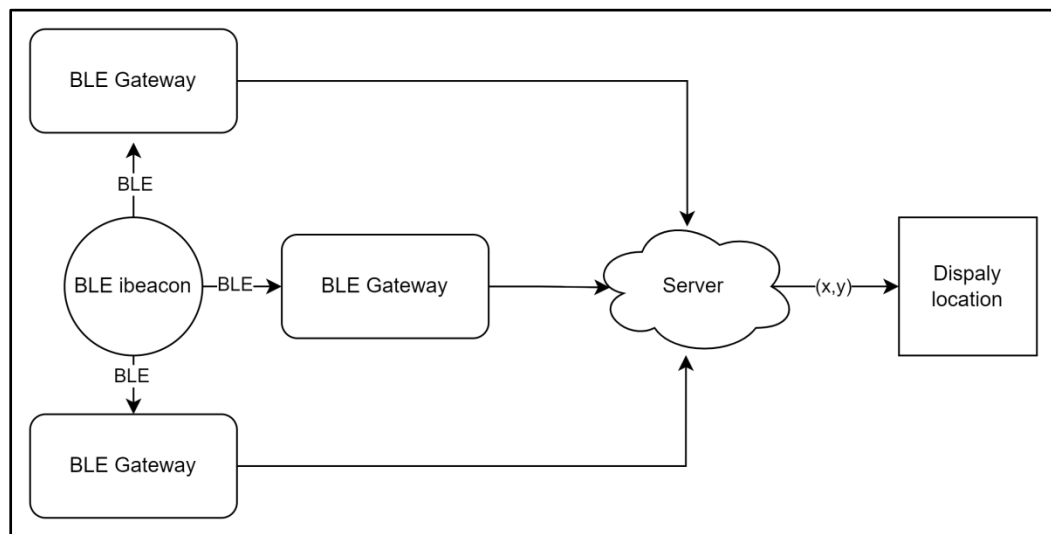 BLE Gateway
BLE
BLE ibeacon
BLE
BLE Gateway
Server
(x,y)
Dispaly
location
BLE
BLE Gateway